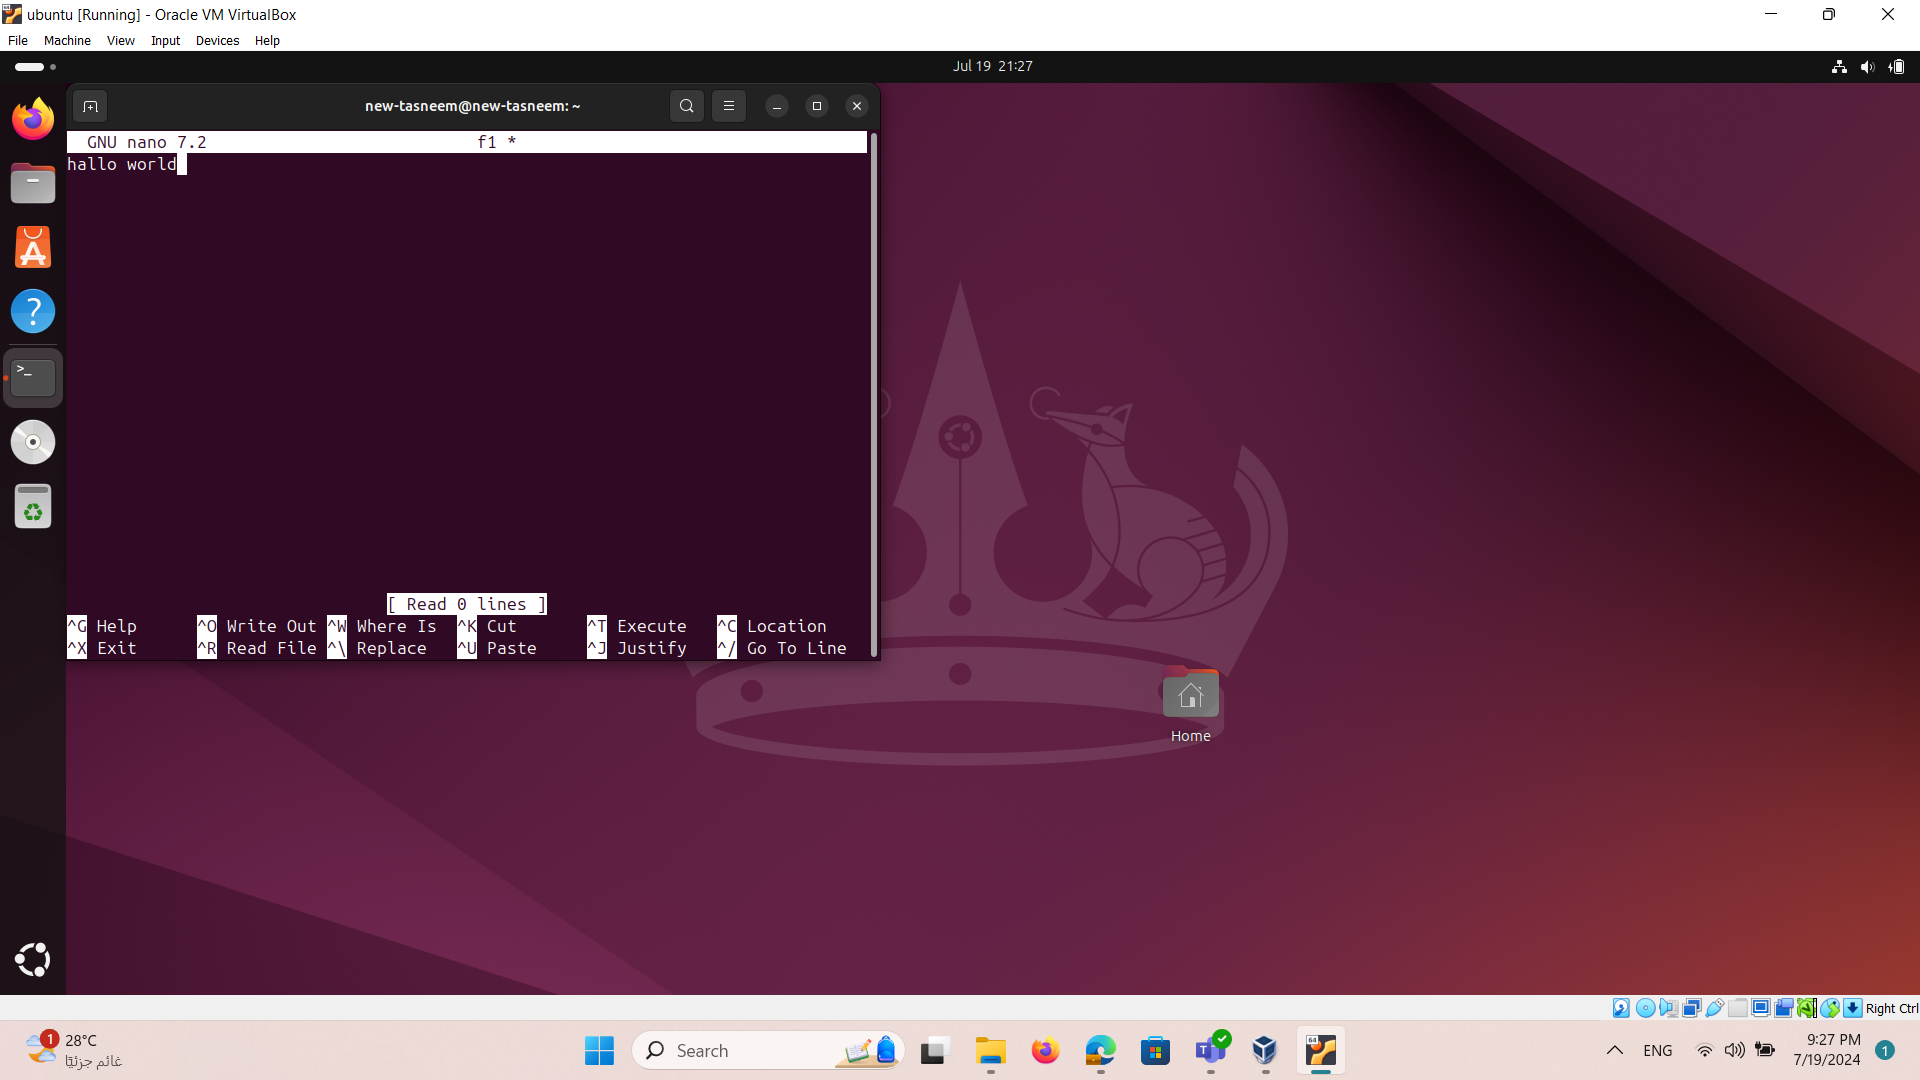 ubuntu [Running] - Oracle VM VirtualBox
File Machine View Input Devices Help
Jul 19 21:27
new-tasneem@new-tasneem: ~
GNU nano 7.2 f1 *
hallo world
[ Read 0 lines ]
^G Help ^O Write Out ^W Where Is ^K Cut ^T Execute ^C Location
^X Exit ^R Read File ^\ Replace ^U Paste ^J Justify ^/ Go To Line
Home
Right Ctrl
1
28°C
غائم جزئيًا
Search
64
ENG
9:27 PM
7/19/2024
1